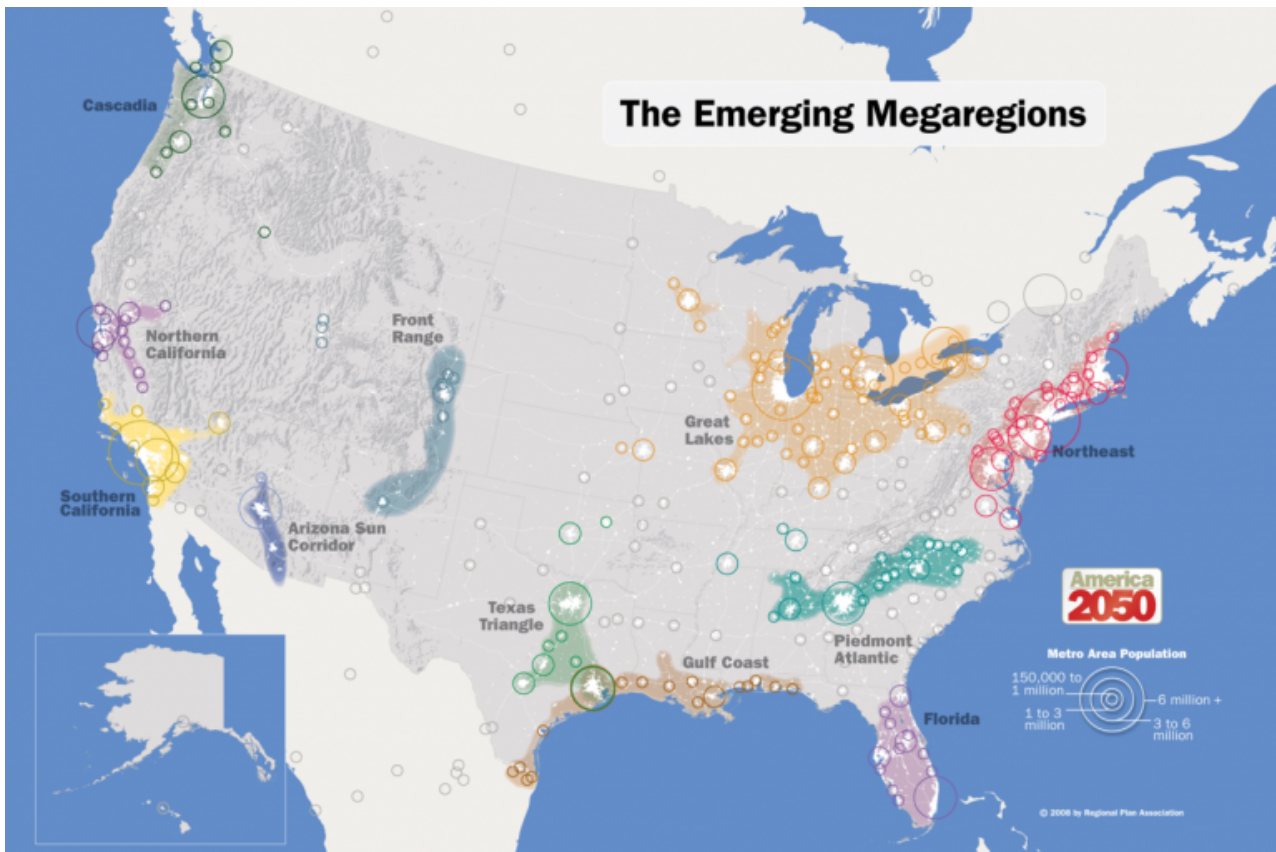 The Emerging Megaregions
Cascadia
Northern
California
Front
Range
Great
Lakes
Northeast
Southern
California
Arizona Sun
Corridor
Texas
Triangle
Gulf Coast
Piedmont
Atlantic
Florida
America
2050
Metro Area Population
150,000 to
1 million
1 to 3
million
6 million +
3 to 6
million
© 2008 by Regional Plan Association